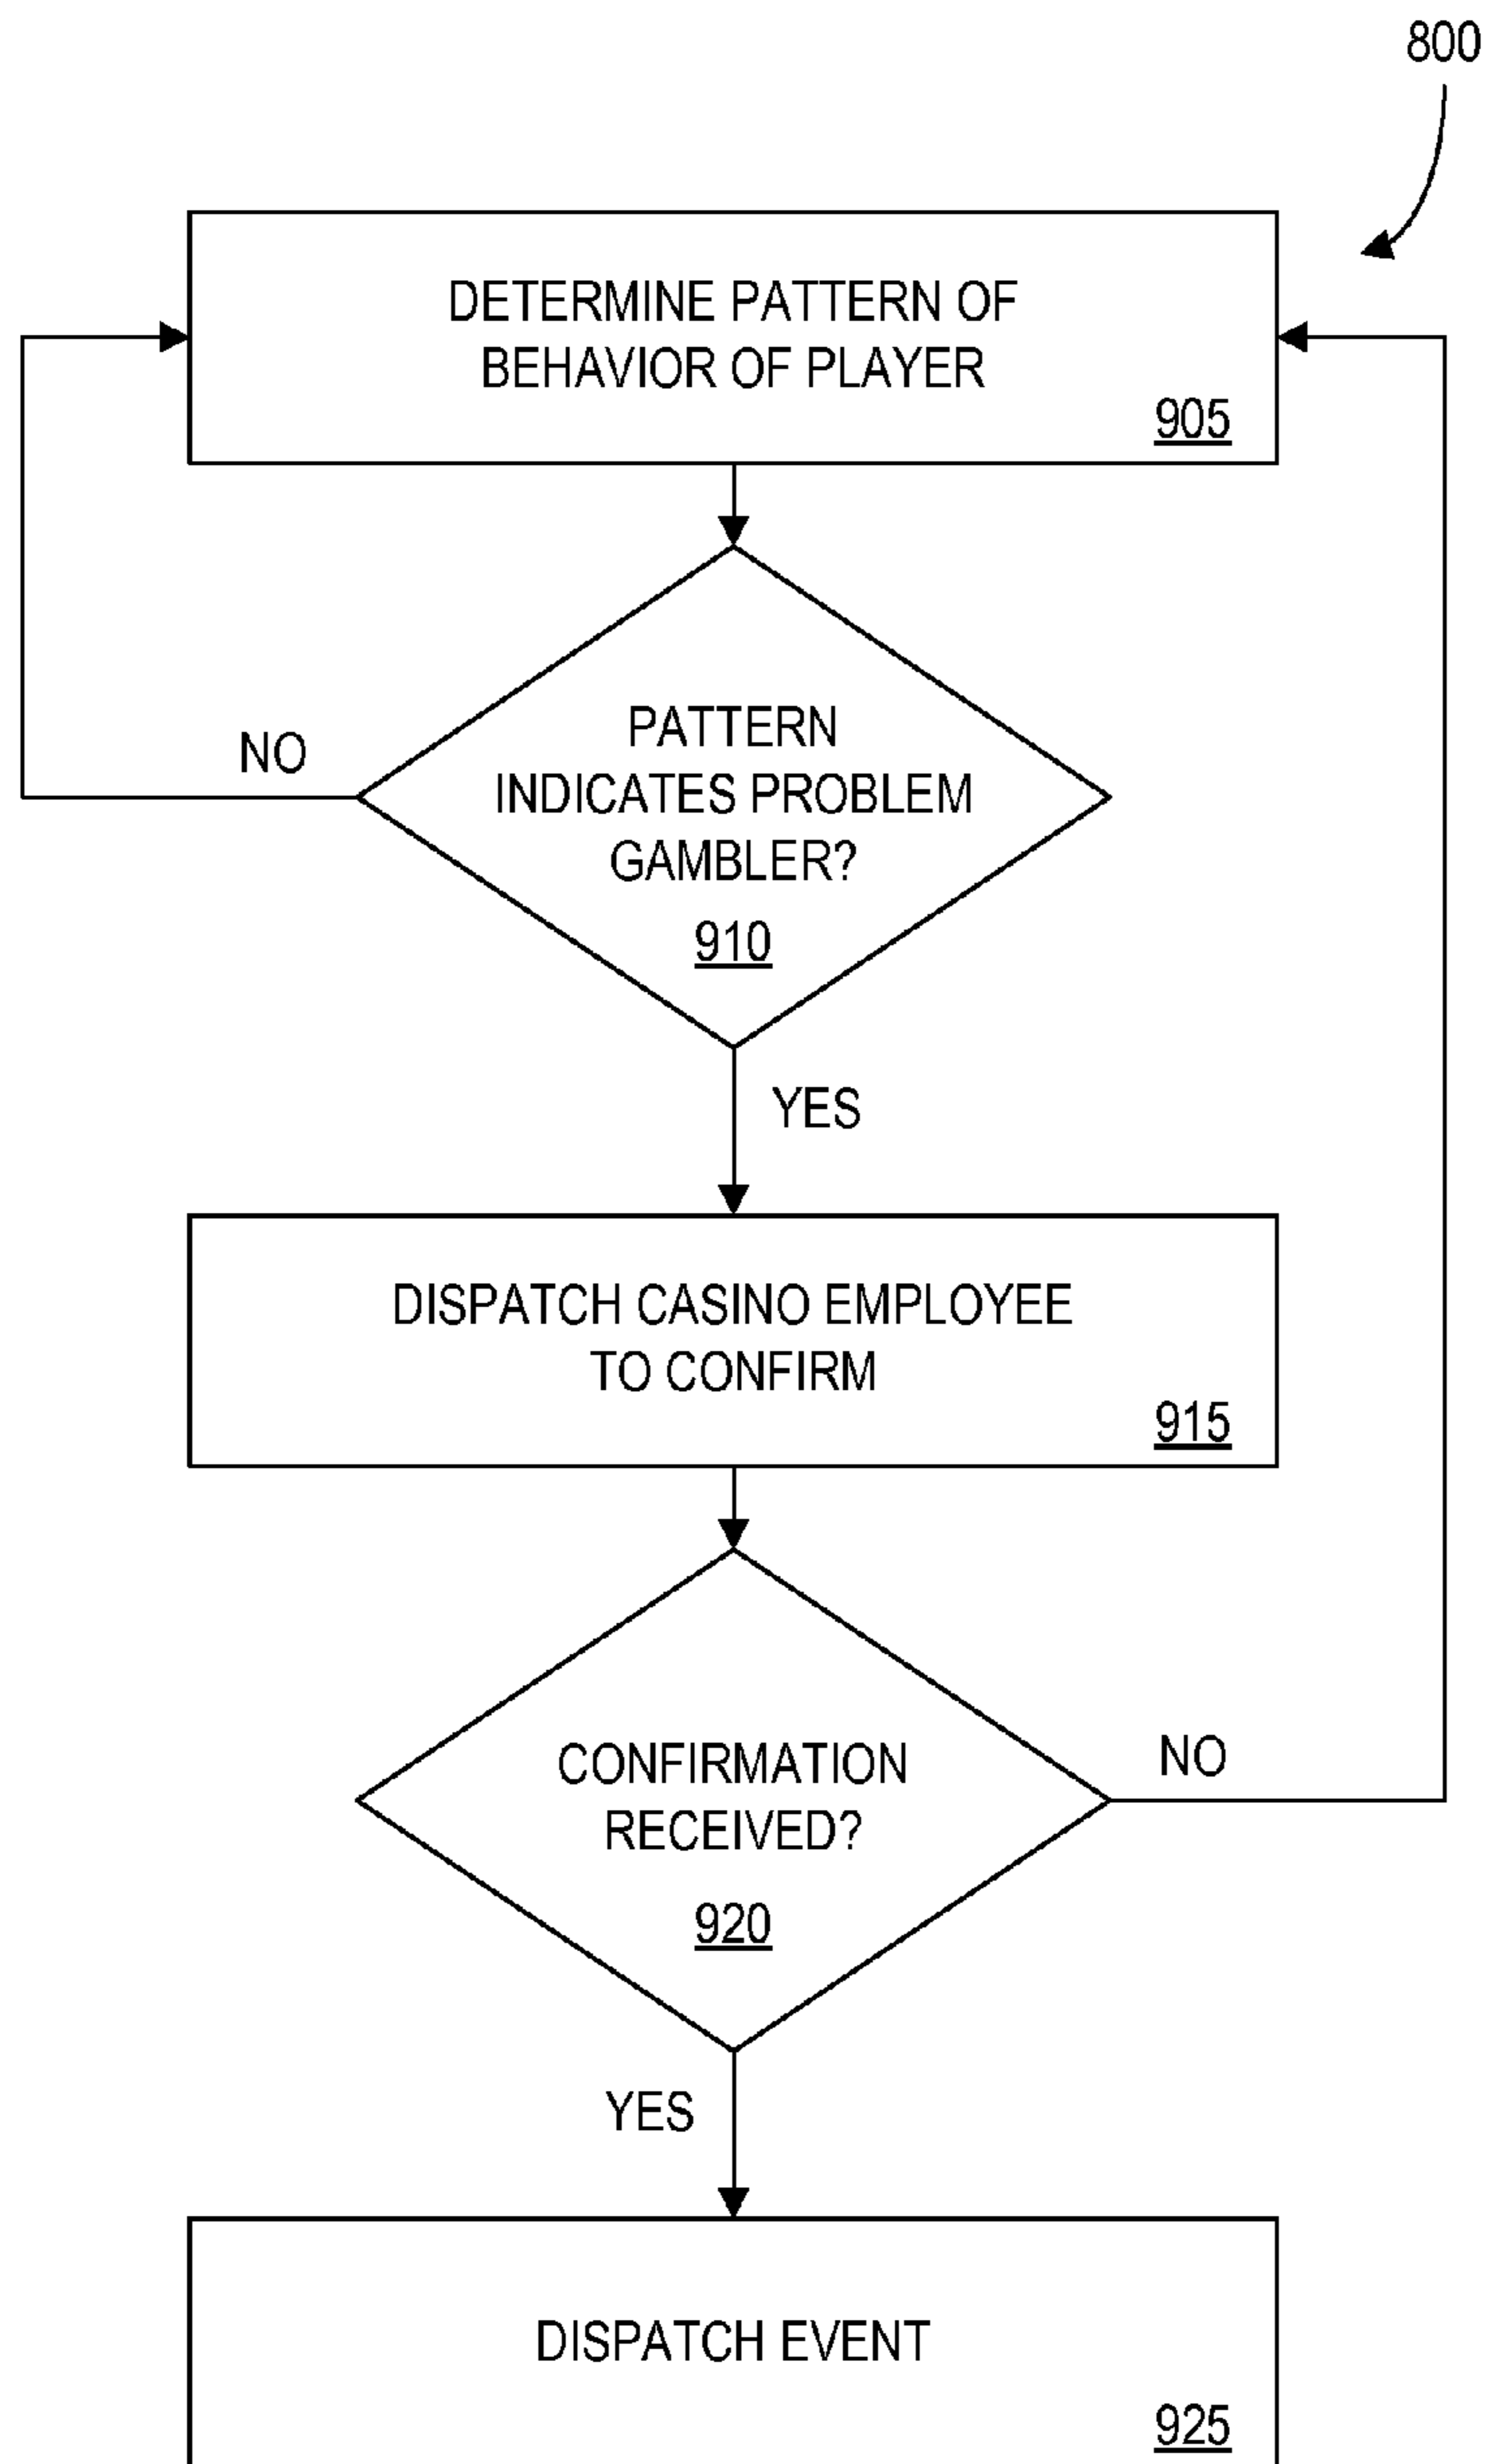 800
DETERMINE PATTERN OF
BEHAVIOR OF PLAYER
905
PATTERN
INDICATES PROBLEM
GAMBLER?
910
NO
YES
DISPATCH CASINO EMPLOYEE
TO CONFIRM
915
CONFIRMATION
RECEIVED?
920
NO
YES
DISPATCH EVENT
925